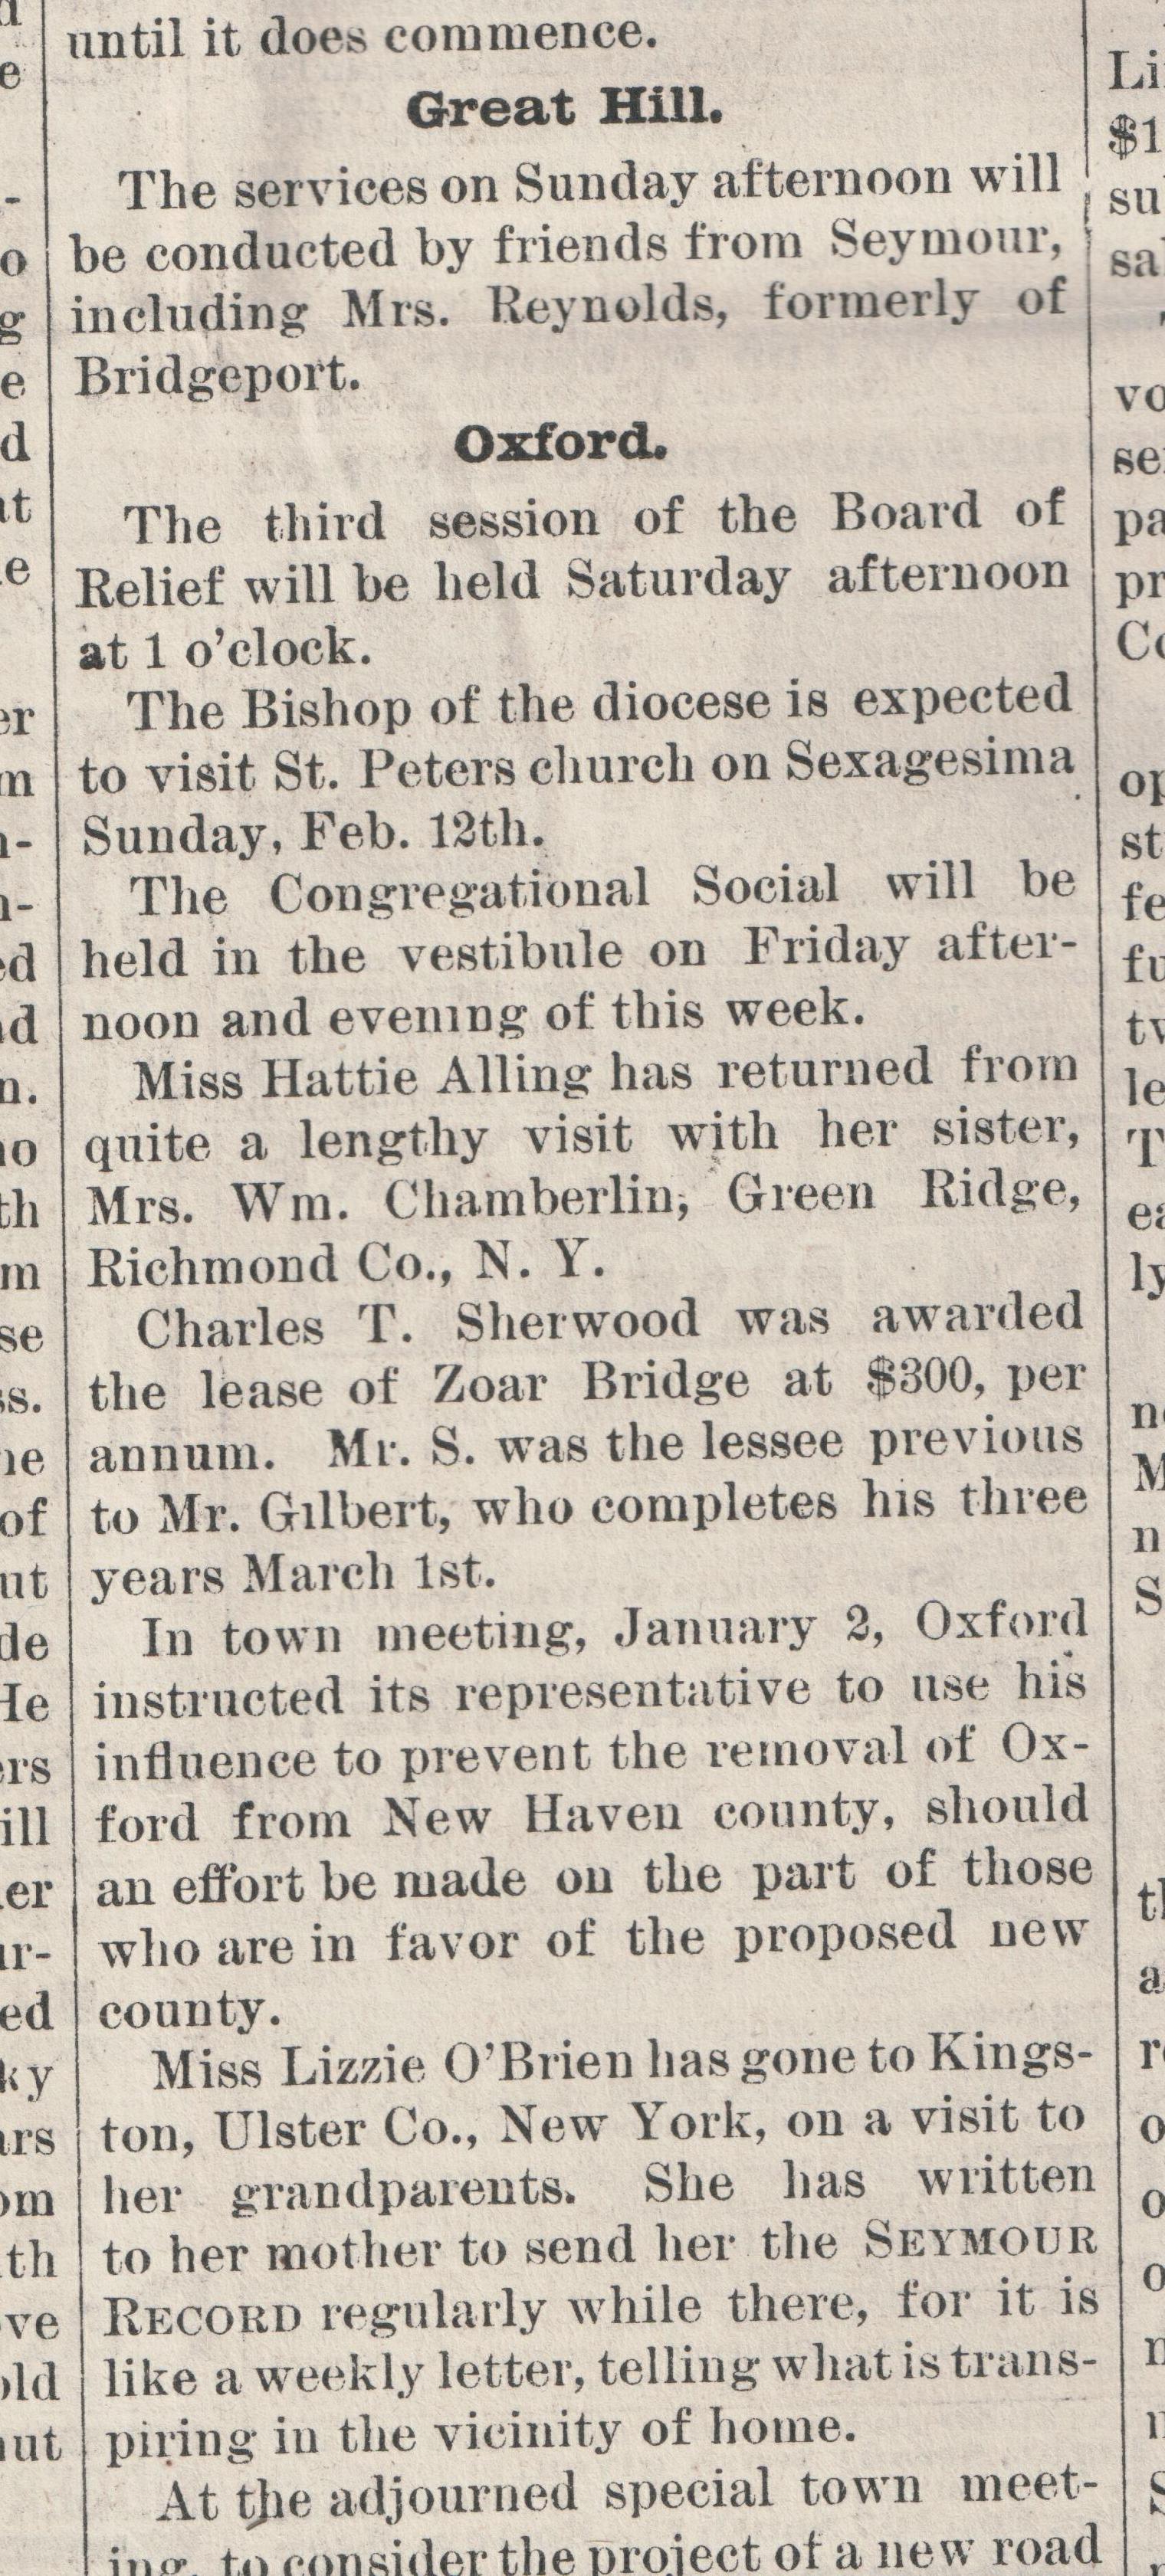 until it does commence.
Great Hill.
The services on Sunday afternoon will
be conducted by friends from Seymour,
including Mrs. Reynolds, formerly of
Bridgeport.
Oxford.
The third session of the Board of
Relief will be held Saturday afternoon
at 1 o'clock.
The Bishop of the diocese is expected
to visit St. Peters church on Sexagesima
Sunday, Feb. 12th.
The Congregational Social will be
held in the vestibule on Friday after-
noon and evening of this week.
Miss Hattie Alling has returned from
quite a lengthy visit with her sister,
Mrs. Wm. Chamberlin, Green Ridge,
Richmond Co., N. Y.
Charles T. Sherwood was awarded
the lease of Zoar Bridge at $300, per
annum. Mr. S. was the lessee previous
to Mr. Gilbert, who completes his three
years March 1st.
In town meeting, January 2, Oxford
instructed its representative to use his
influence to prevent the removal of Ox-
ford from New Haven county, should
an effort be made on the part of those
who are in favor of the proposed new
county.
Miss Lizzie O'Brien has gone to Kings-
ton, Ulster Co., New York, on a visit to
her grandparents. She has written
to her mother to send her the SEYMOUR
RECORD regularly while there, for it is
like a weekly letter, telling what is trans-
piring in the vicinity of home.
At the adjourned special town meet-
ing, to consider the project of a new road